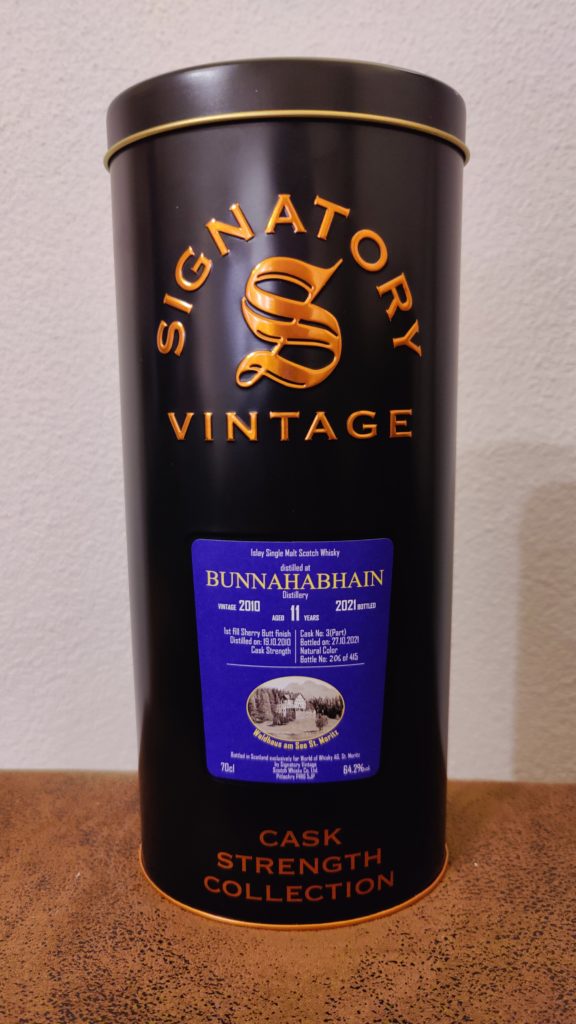 SIGNATORY
S
VINTAGE
Islay Single Malt Scotch Whisky
distilled at
BUNNAHABHAIN
Distillery
VINTAGE 2010
AGED 11 YEARS
2021 BOTTLED
1st fill Sherry Butt Finish
Distilled on: 19.10.2010
Cask Strength
Cask No: 3(Part)
Bottled on: 27.10.2021
Natural Color
Bottle No: 206 of 415
Waldhaus am See St. Moritz
Bottled in Scotland exclusively for World of Whisky AG, St. Moritz
by Signatory Vintage
Scotch Whisky Co. Ltd.
Pitlochry PH16 5JP
70cl
64.2%vol
CASK
STRENGTH
COLLECTION